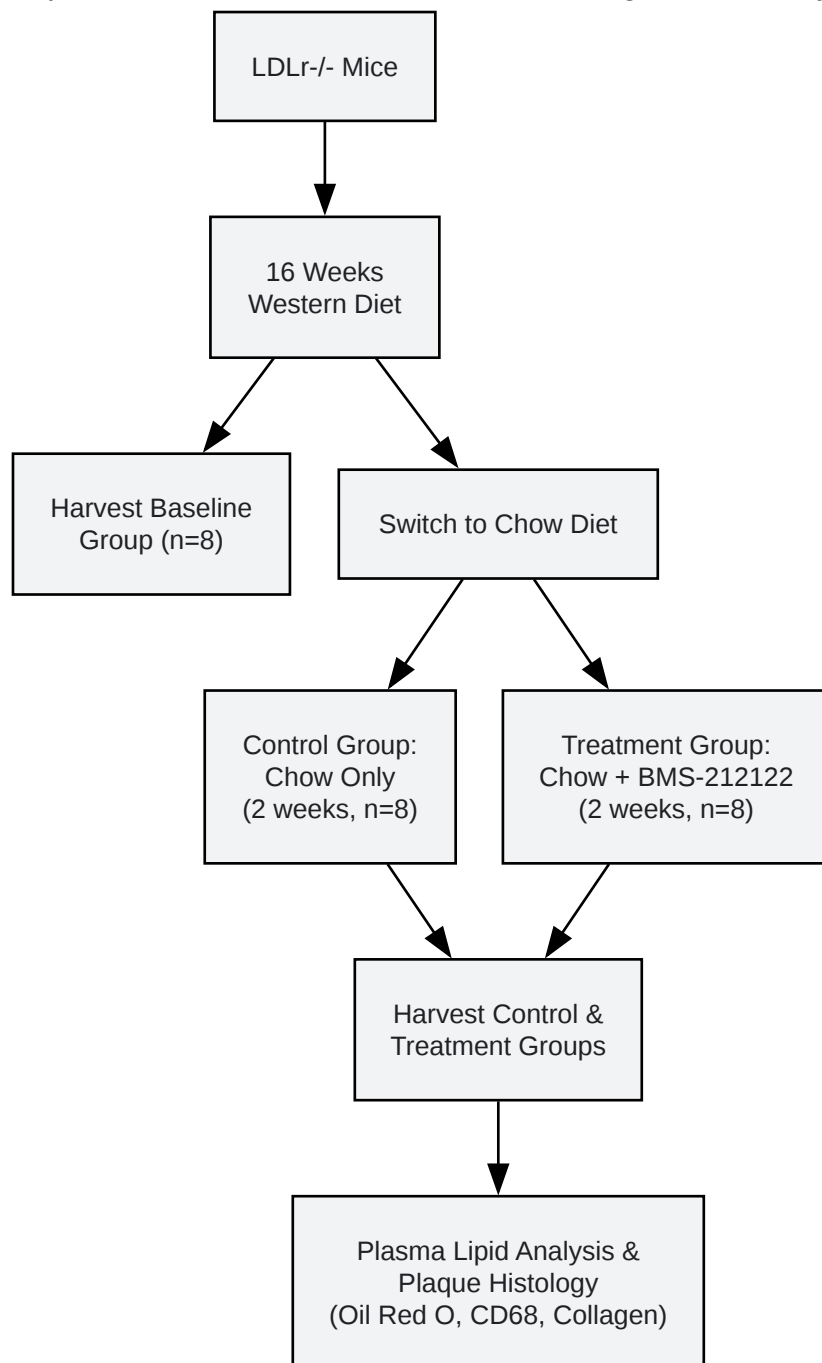 LDLr-/- Mice
16 Weeks
Western Diet
Harvest Baseline
Group (n=8)
Switch to Chow Diet
Control Group:
Chow Only
(2 weeks, n=8)
Treatment Group:
Chow + BMS-212122
(2 weeks, n=8)
Harvest Control &
Treatment Groups
Plasma Lipid Analysis &
Plaque Histology
(Oil Red O, CD68, Collagen)